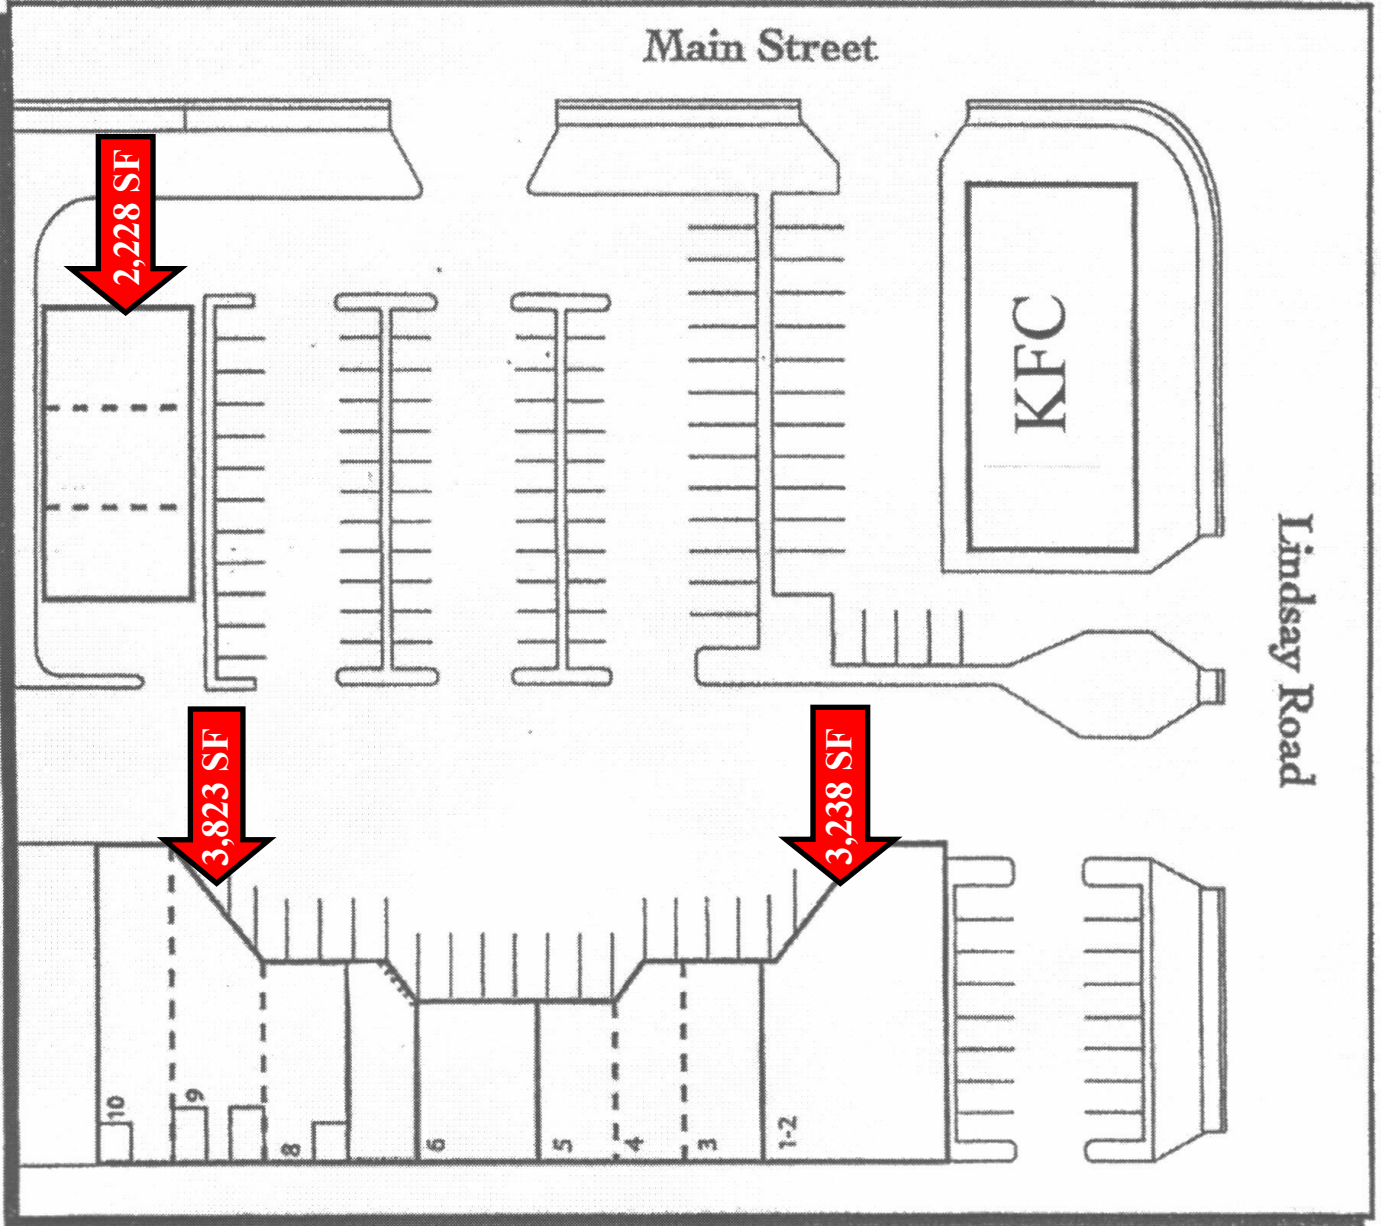 Main Street
2,228 SF
KFC
Lindsay Road
3,823 SF
3,238 SF
10
9
8
6
5
4
3
1-2